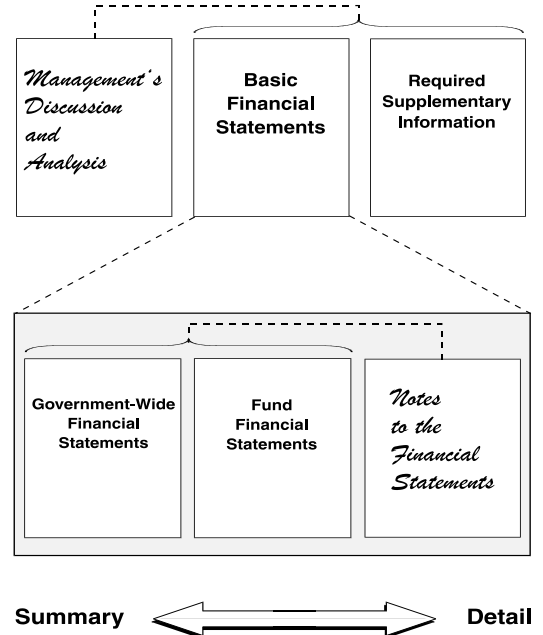 Management's
Discussion
and
Analysis
Basic
Financial
Statements
Required
Supplementary
Information
Government-Wide
Financial
Statements
Fund
Financial
Statements
Notes
to the
Financial
Statements
Summary
Detail